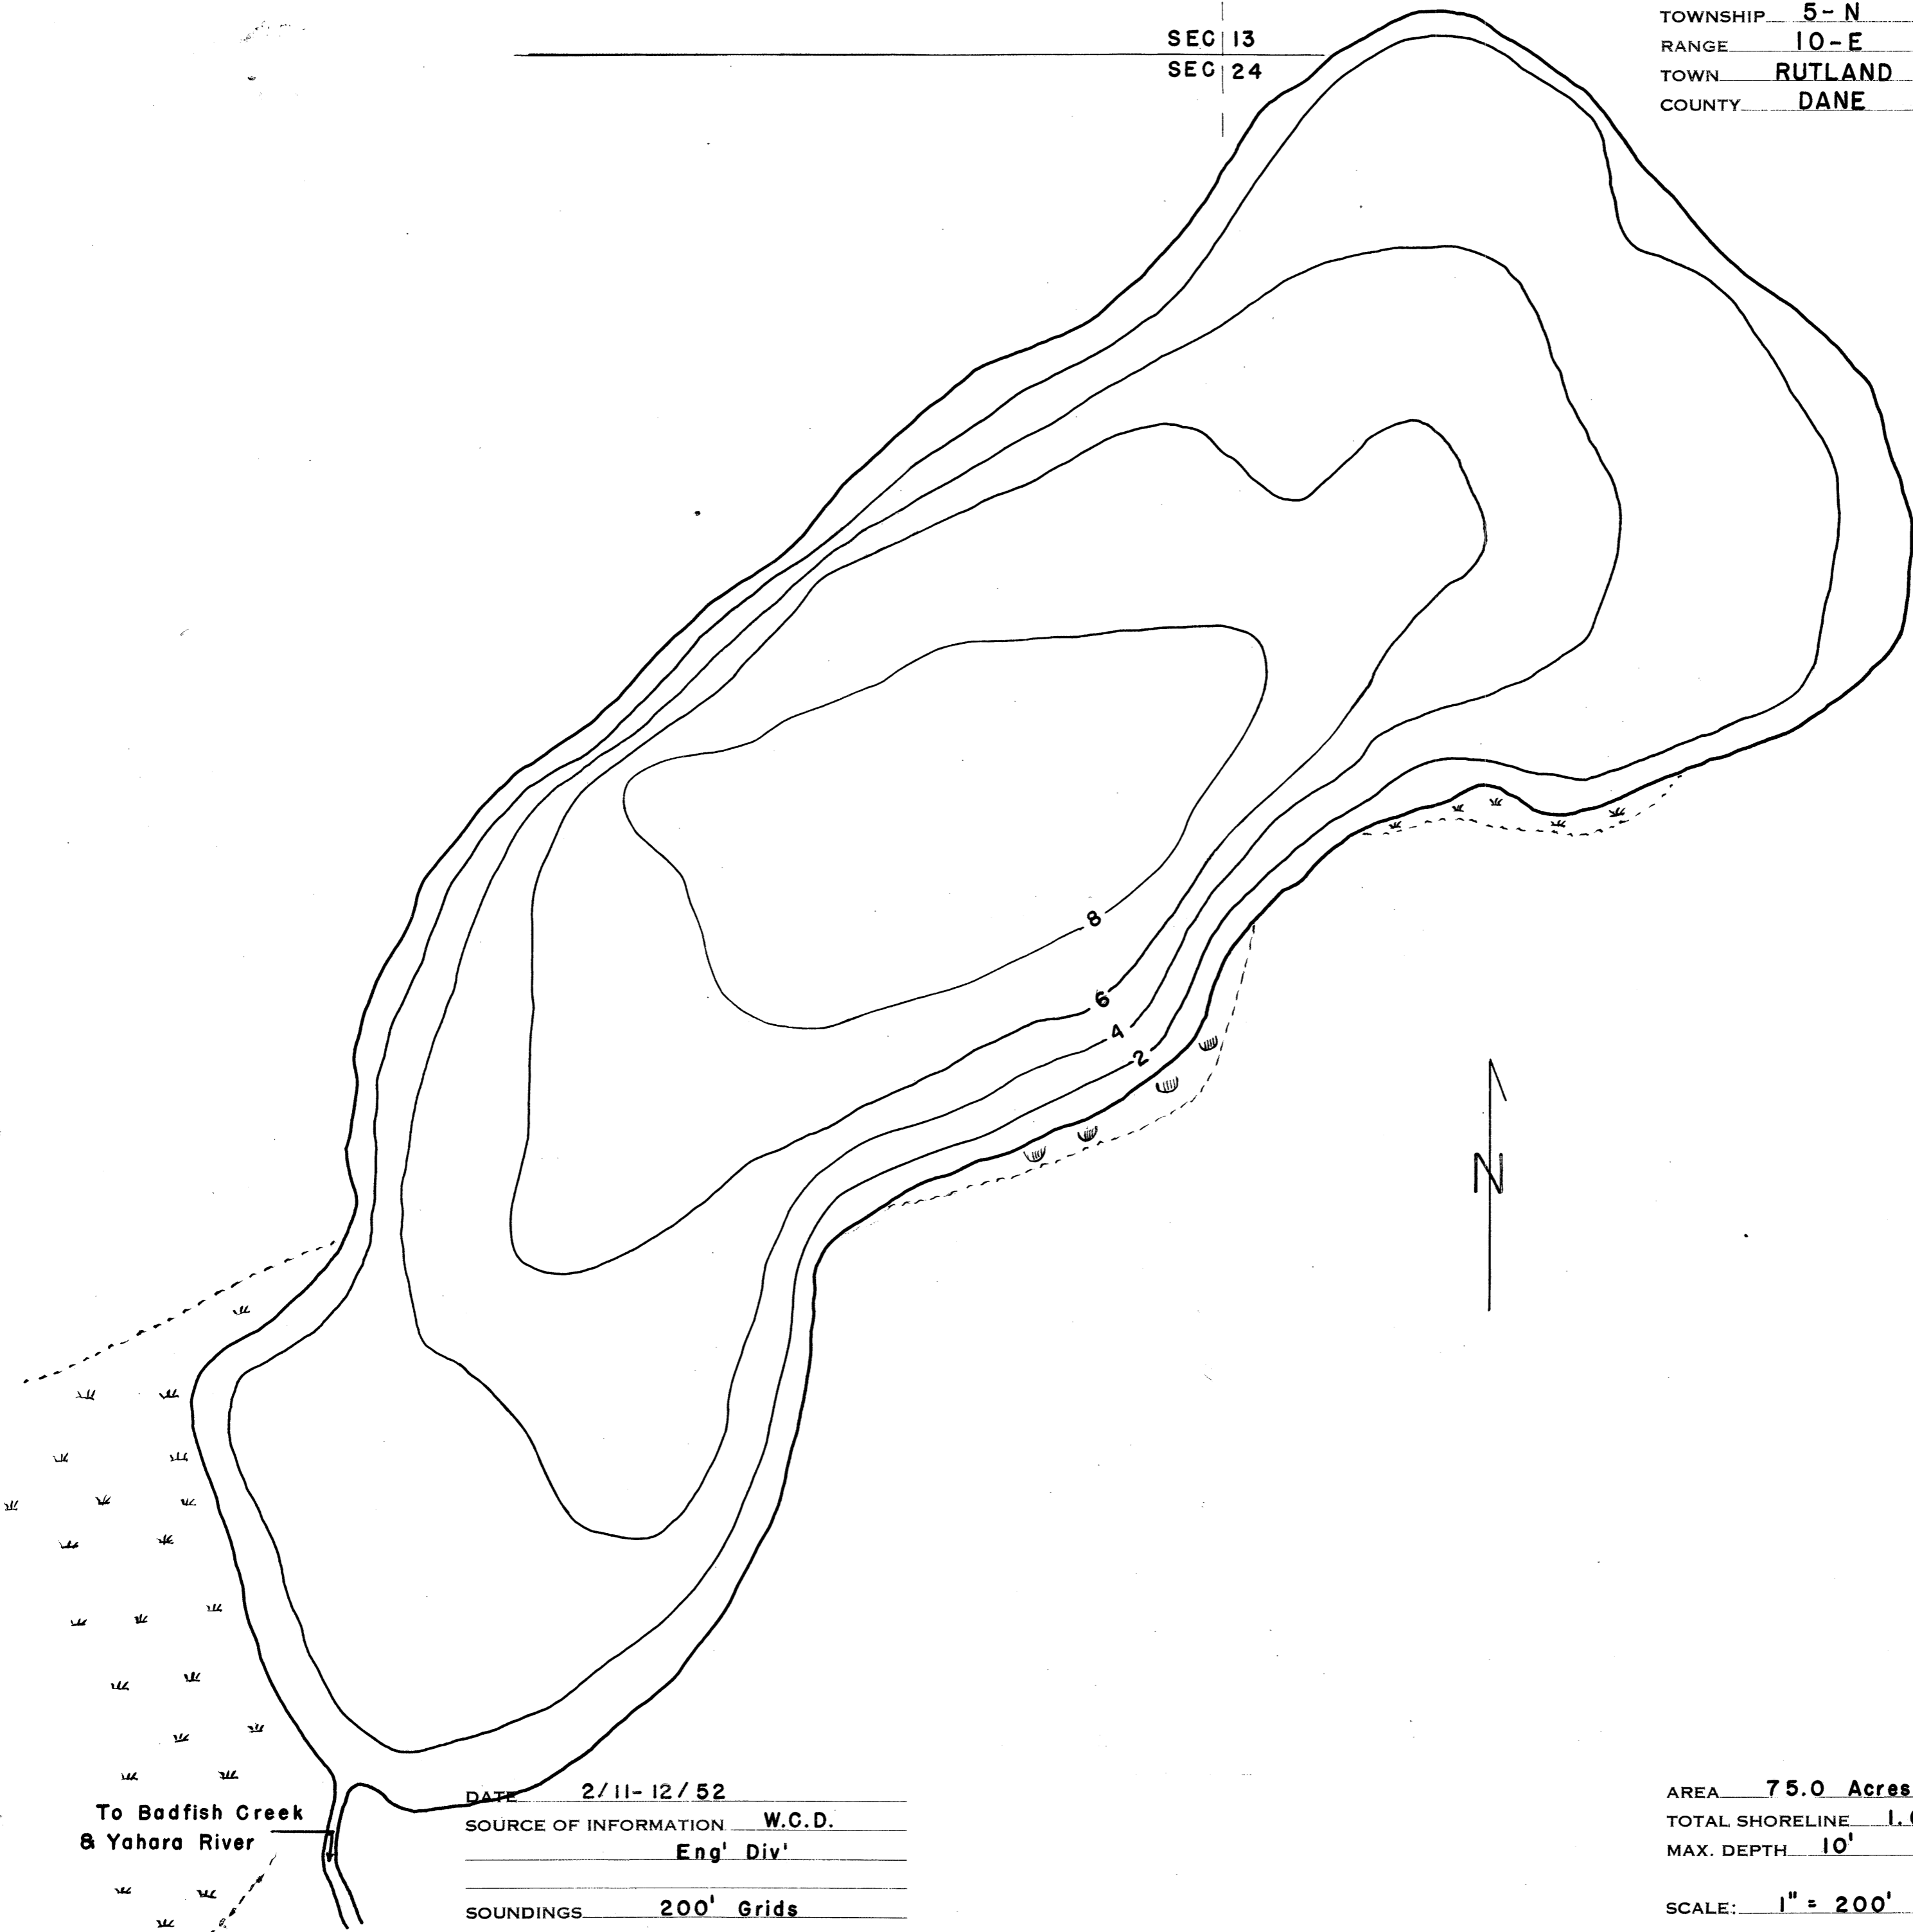 SEC 13
SEC 24
TOWNSHIP 5-N
RANGE 10-E
TOWN RUTLAND
COUNTY DANE
8
6
4
2
N
To Badfish Creek
& Yahara River
DATE 2/11-12/52
SOURCE OF INFORMATION W.C.D.
Eng' Div'
SOUNDINGS 200' Grids
AREA 75.0 Acres
TOTAL SHORELINE 1.
MAX. DEPTH 10'
SCALE: 1" = 200'